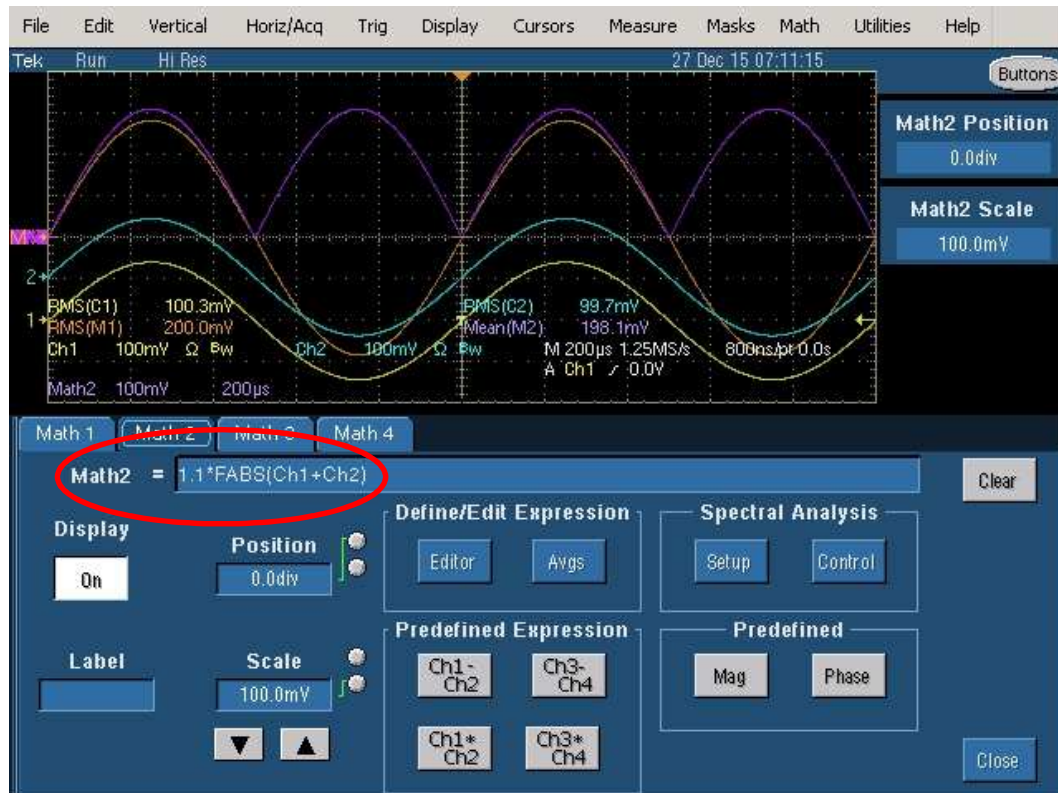 File Edit Vertical Horiz/Acq Trig Display Cursors Measure Masks Math Utilities Help
Tek Run Hi Res 27 Dec 15 07:11:15
Buttons
Math2 Position
0.0div
Math2 Scale
100.0mV
2
1
RMS(C1) 100.3mV RMS(C2) 99.7mV
RMS(M1) 200.0mV Mean(M2) 198.1mV
Ch1 100mV Ω Bw Ch2 100mV Ω Bw M 200µs 1.25MS/s 800ns/pt 0.0s
A Ch1 0.0V
Math2 100mV 200µs
Math 1 Math 2 Math 3 Math 4
Math2 = 1.1*FABS(Ch1+Ch2) Clear
Display
On
Position
0.0div
Label
Scale
100.0mV
Define/Edit Expression
Editor Avgs
Spectral Analysis
Setup Control
Predefined Expression
Ch1- Ch2
Ch3- Ch4
Ch1* Ch2
Ch3* Ch4
Predefined
Mag Phase
Close